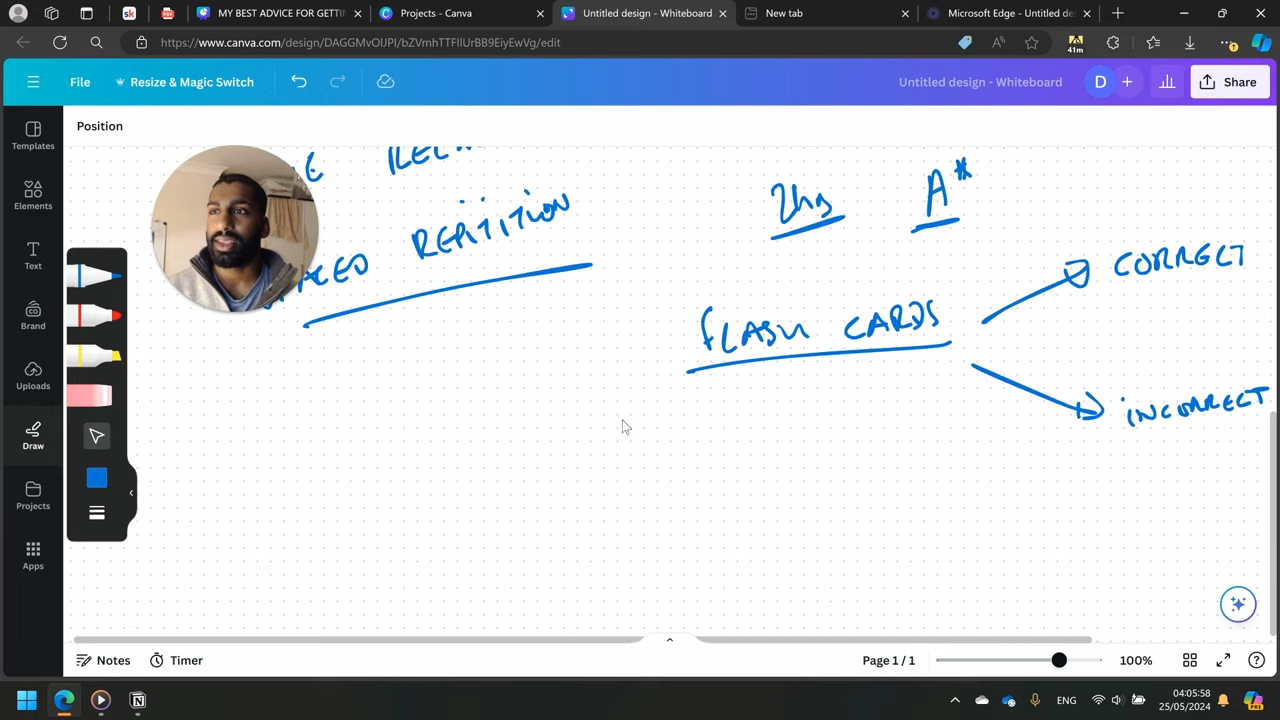 MY BEST ADVICE FOR GETTI
Projects - Canva
Untitled design - Whiteboard
New tab
Microsoft Edge - Untitled de
https://www.canva.com/design/DAGGMvOlJPI/bZVmhTTFIlUrBB9EiyEwVg/edit
41m
File
Resize & Magic Switch
Untitled design - Whiteboard
D
Share
Position
Templates
Elements
Text
Brand
Uploads
Draw
Projects
Apps
2hrs A*
REPITITION
CORRECT
FLASH CARDS
INCORRECT
Notes
Timer
Page 1 / 1
100%
ENG
04:05:58
25/05/2024